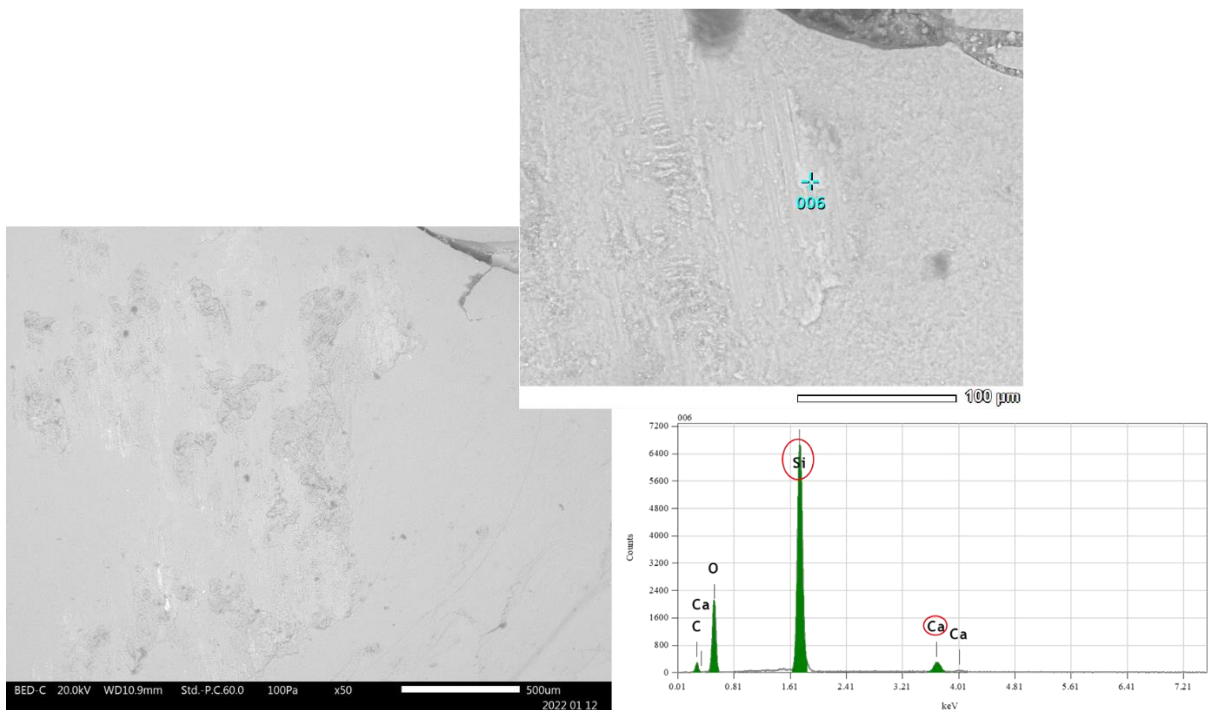 006
100 μm
BED-C 20.0kV WD10.9mm Std.-P.C.60.0 100Pa x50 500um
2022 01 12
006
Counts
7200
6400
5600
4800
4000
3200
2400
1600
800
0
Si
O
Ca
C
Ca
Ca
0.01 0.81 1.61 2.41 3.21 4.01 4.81 5.61 6.41 7.21
keV